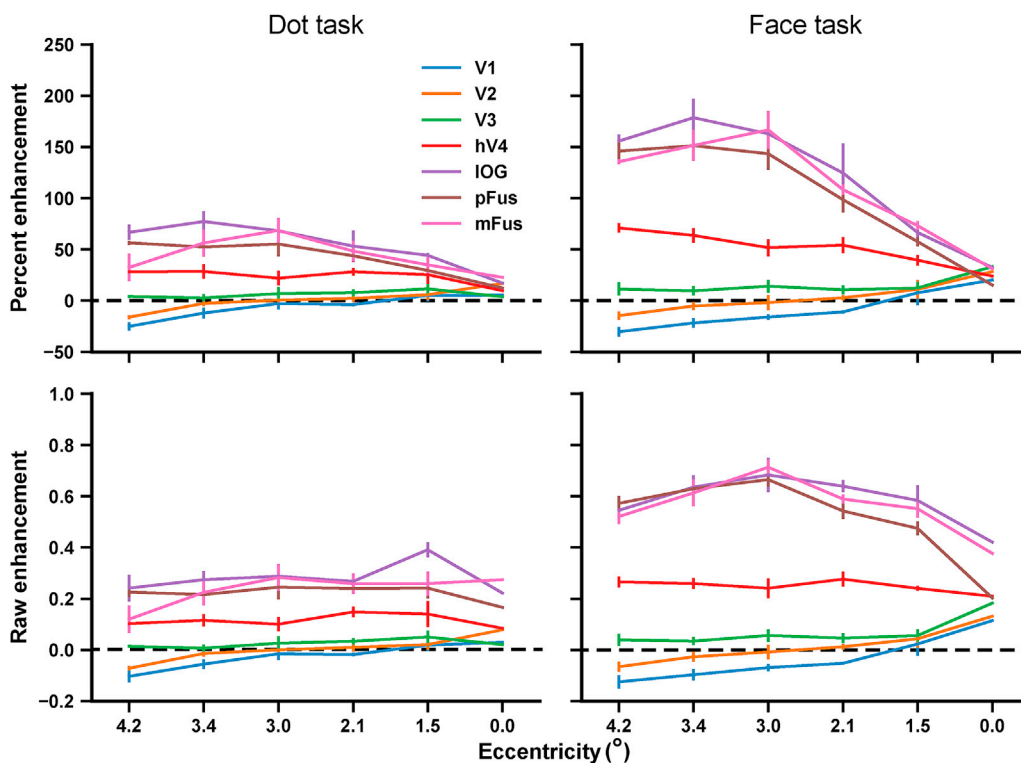 Dot task
Face task
Percent enhancement
250
200
150
100
50
0
−50
V1
V2
V3
hV4
IOG
pFus
mFus
Raw enhancement
1.0
0.8
0.6
0.4
0.2
0.0
−0.2
4.2 3.4 3.0 2.1 1.5 0.0
4.2 3.4 3.0 2.1 1.5 0.0
Eccentricity (°)